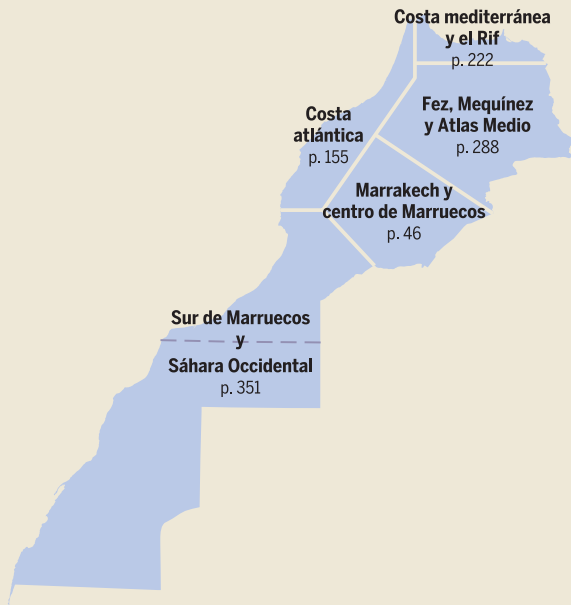 Costa mediterránea
y el Rif
p. 222
Fez, Mequínez
y Atlas Medio
p. 288
Costa
atlántica
p. 155
Marrakech y
centro de Marruecos
p. 46
Sur de Marruecos
y
Sáhara Occidental
p. 351